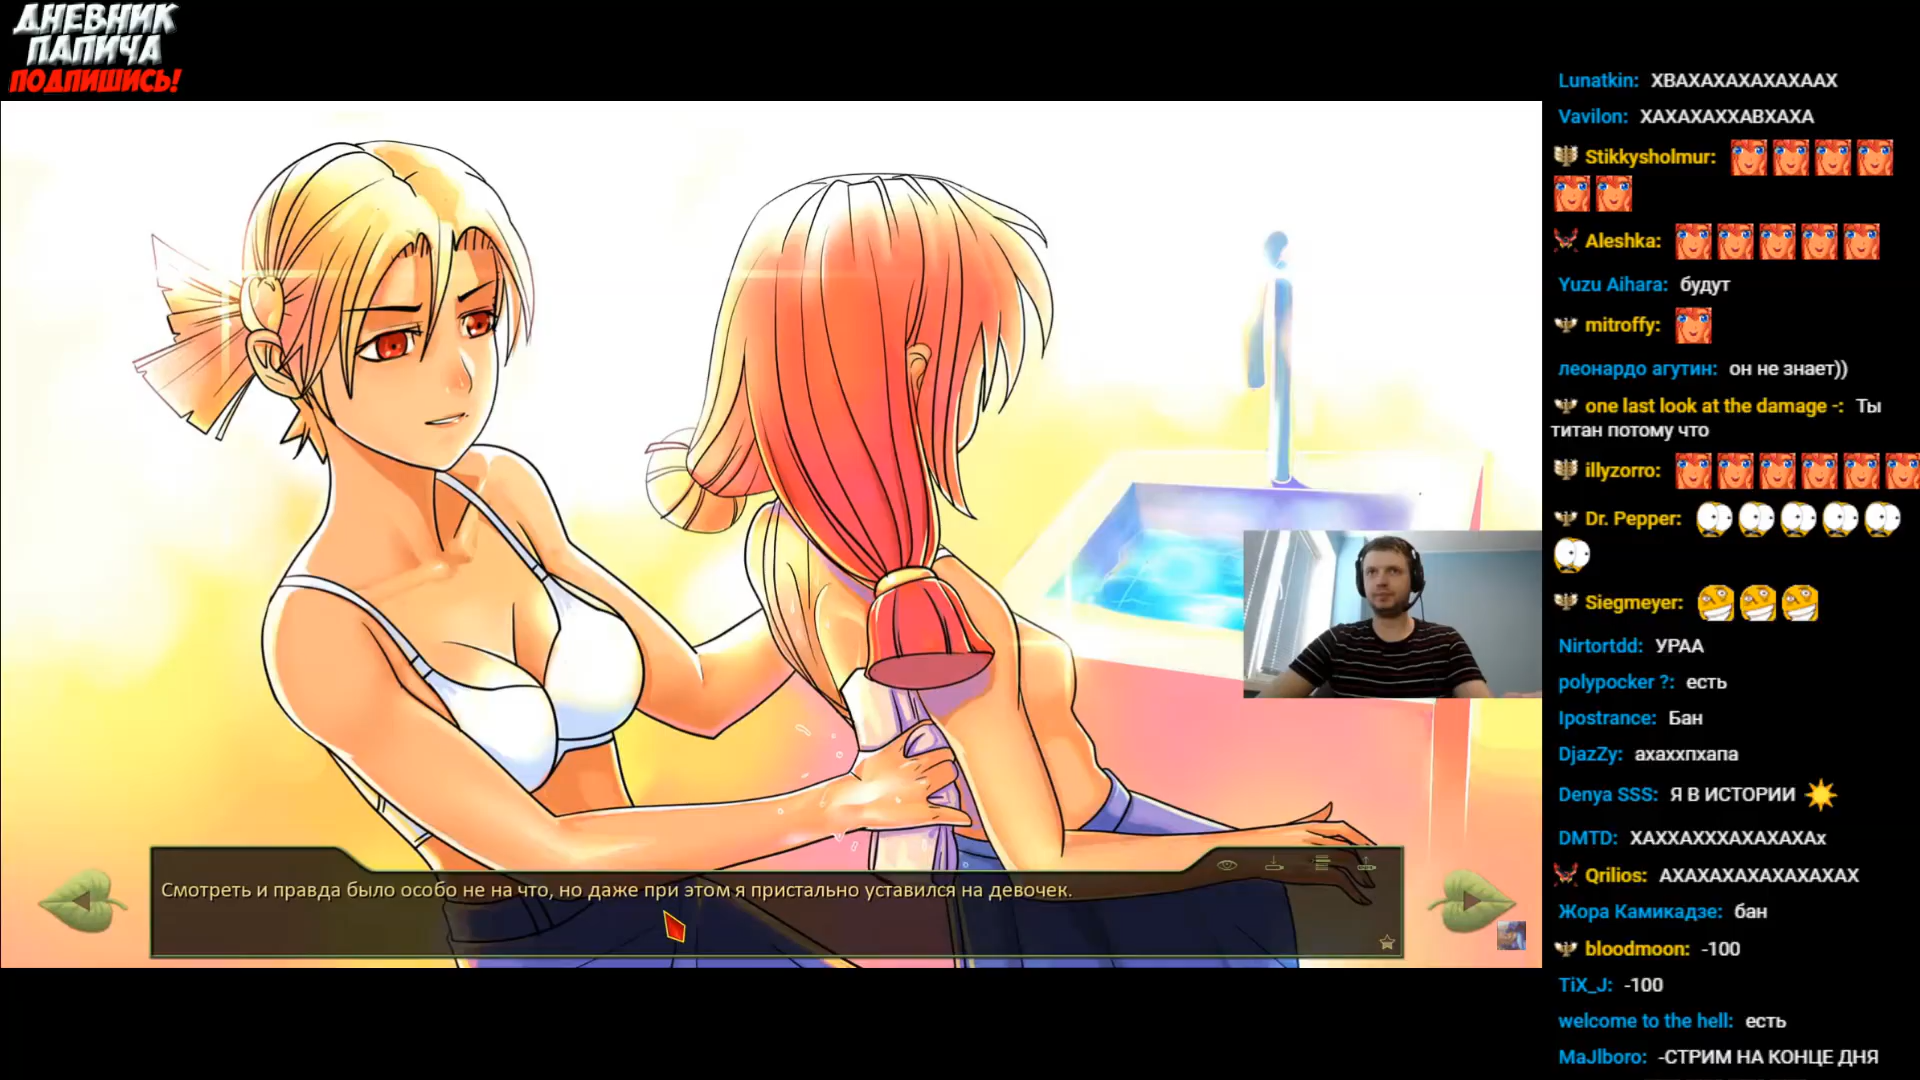 ДНЕВНИК
ПАПИЧА
ПОДПИШИСЬ!
Смотреть и правда было особо не на что, но даже при этом я пристально уставился на девочек.
Lunatkin: ХВАХАХАХАХАХААХ
Vavilon: ХАХАХАХХАВХАХА
Stikkysholmur:
Aleshka:
Yuzu Aihara: будут
mitroffy:
леонардо агутин: он не знает))
one last look at the damage -: Ты
титан потому что
illyzorro:
Dr. Pepper:
Siegmeyer:
Nirtortdd: УРАА
polypocker ?: есть
Ipostrance: Бан
DjazZy: ахаххпхапа
Denya SSS: Я В ИСТОРИИ
DMTD: ХАХХАХХХАХАХАХАх
Qrilios: АХАХАХАХАХАХАХАХ
Жора Камикадзе: бан
bloodmoon: -100
TiX_J: -100
welcome to the hell: есть
MaJlboro: -СТРИМ НА КОНЦЕ ДНЯ